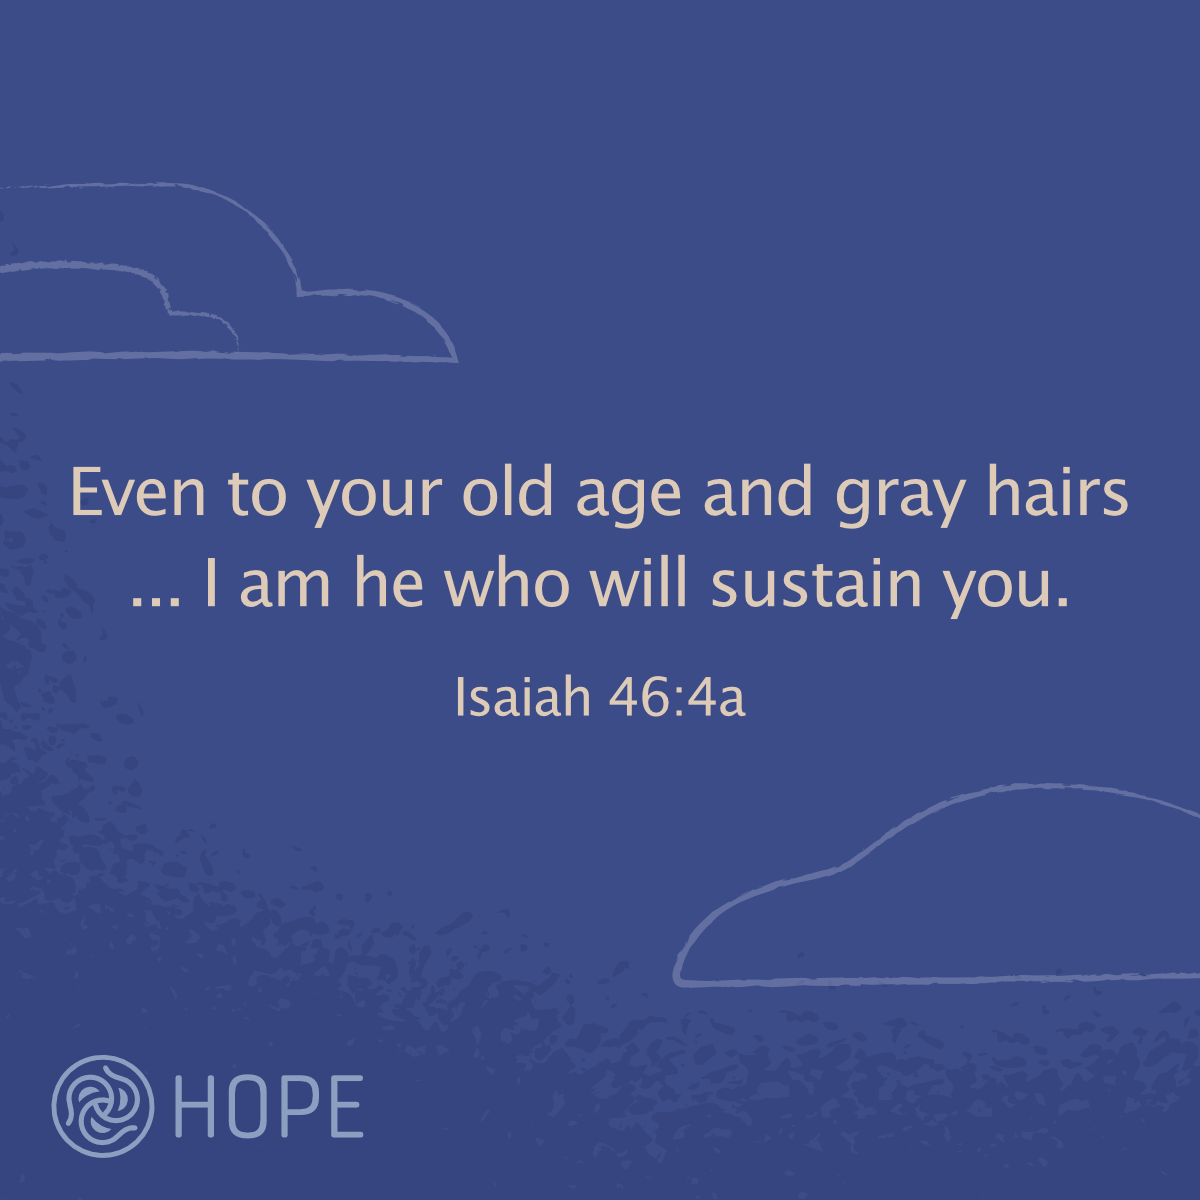 Even to your old age and gray hairs
... I am he who will sustain you.
Isaiah 46:4a
HOPE